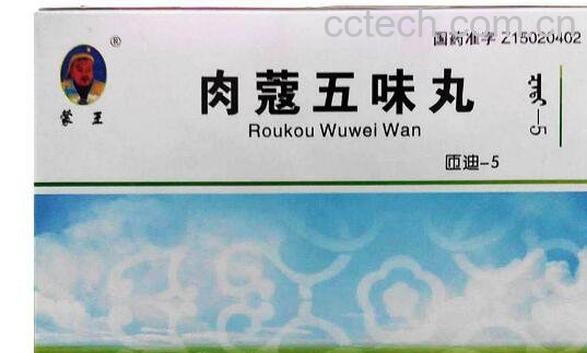 cctech.com.cn
国药准字 Z15020402
®
蒙王
肉蔻五味丸
Roukou Wuwei Wan
匝迪-5
-5